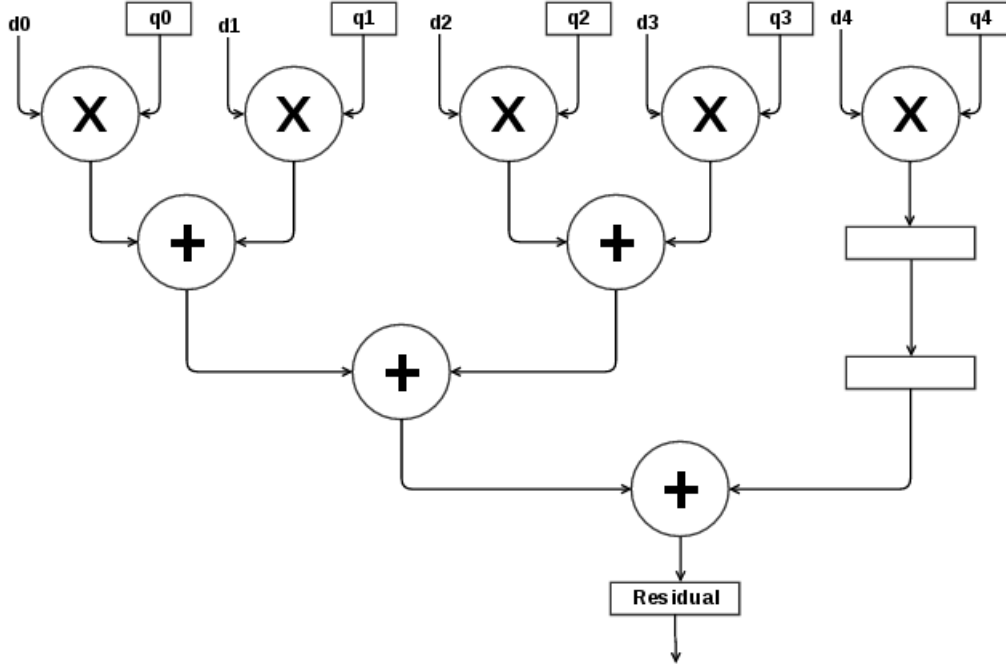 d0
q0
d1
q1
d2
q2
d3
q3
d4
q4
X
X
X
X
X
+
+
+
+
Residual